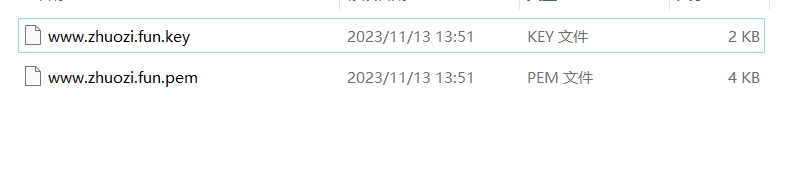 www.zhuozi.fun.key 2023/11/13 13:51 KEY 文件 2 KB
www.zhuozi.fun.pem 2023/11/13 13:51 PEM 文件 4 KB